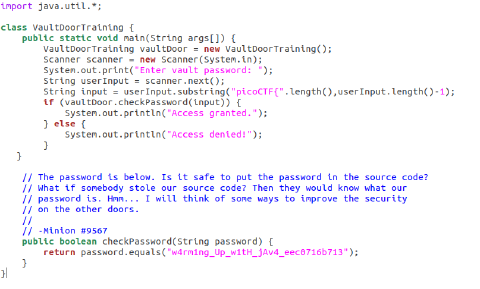 import java.util.*;
class VaultDoorTraining {
public static void main(String args[]) {
VaultDoorTraining vaultDoor = new VaultDoorTraining();
Scanner scanner = new Scanner(System.in);
System.out.print("Enter vault password: ");
String userInput = scanner.next();
String input = userInput.substring("picoCTF{".length(),userInput.length()-1);
if (vaultDoor.checkPassword(input)) {
System.out.println("Access granted.");
} else {
System.out.println("Access denied!");
}
}
// The password is below. Is it safe to put the password in the source code?
// What if somebody stole our source code? Then they would know what our
// password is. Hmm... I will think of some ways to improve the security
// on the other doors.
//
// -Minion #9567
public boolean checkPassword(String password) {
return password.equals("w4rm1ng_Up_w1tH_jAv4_eec0716b713");
}
}